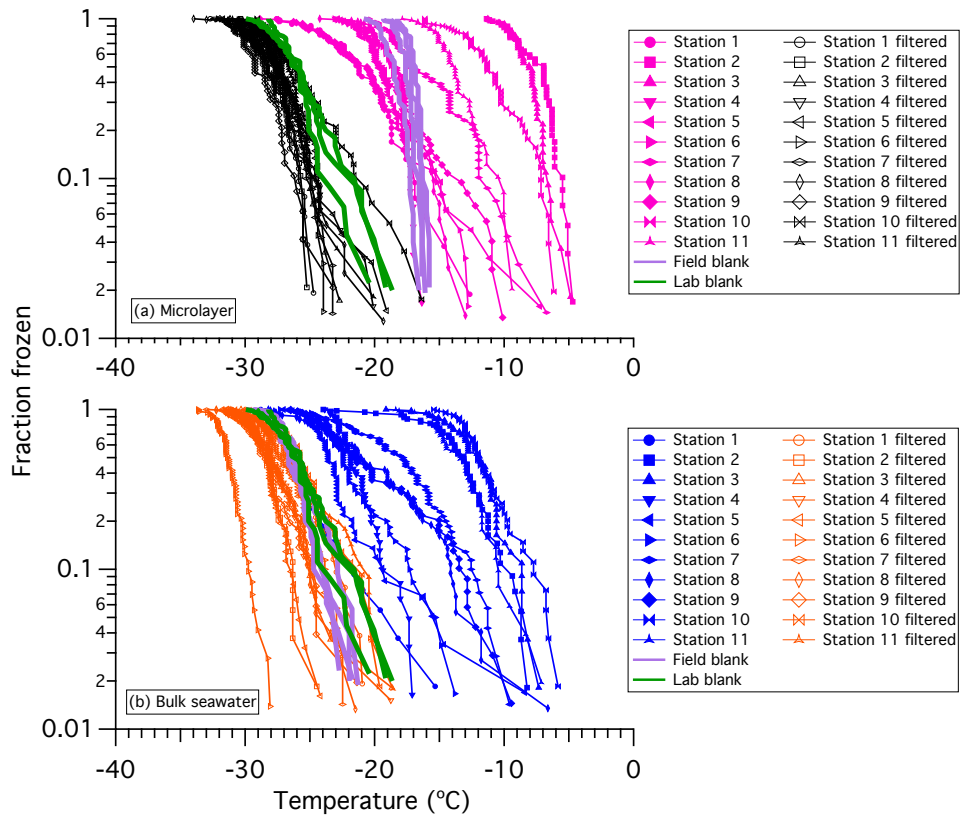 Fraction frozen
1
6
4
2
0.1
6
4
2
0.01
(a) Microlayer
-40
-30
-20
-10
0
Station 1
Station 2
Station 3
Station 4
Station 5
Station 6
Station 7
Station 8
Station 9
Station 10
Station 11
Field blank
Lab blank
Station 1 filtered
Station 2 filtered
Station 3 filtered
Station 4 filtered
Station 5 filtered
Station 6 filtered
Station 7 filtered
Station 8 filtered
Station 9 filtered
Station 10 filtered
Station 11 filtered
1
6
4
2
0.1
6
4
2
0.01
(b) Bulk seawater
-40
-30
-20
-10
0
Temperature (ºC)
Station 1
Station 2
Station 3
Station 4
Station 5
Station 6
Station 7
Station 8
Station 9
Station 10
Station 11
Field blank
Lab blank
Station 1 filtered
Station 2 filtered
Station 3 filtered
Station 4 filtered
Station 5 filtered
Station 6 filtered
Station 7 filtered
Station 8 filtered
Station 9 filtered
Station 10 filtered
Station 11 filtered